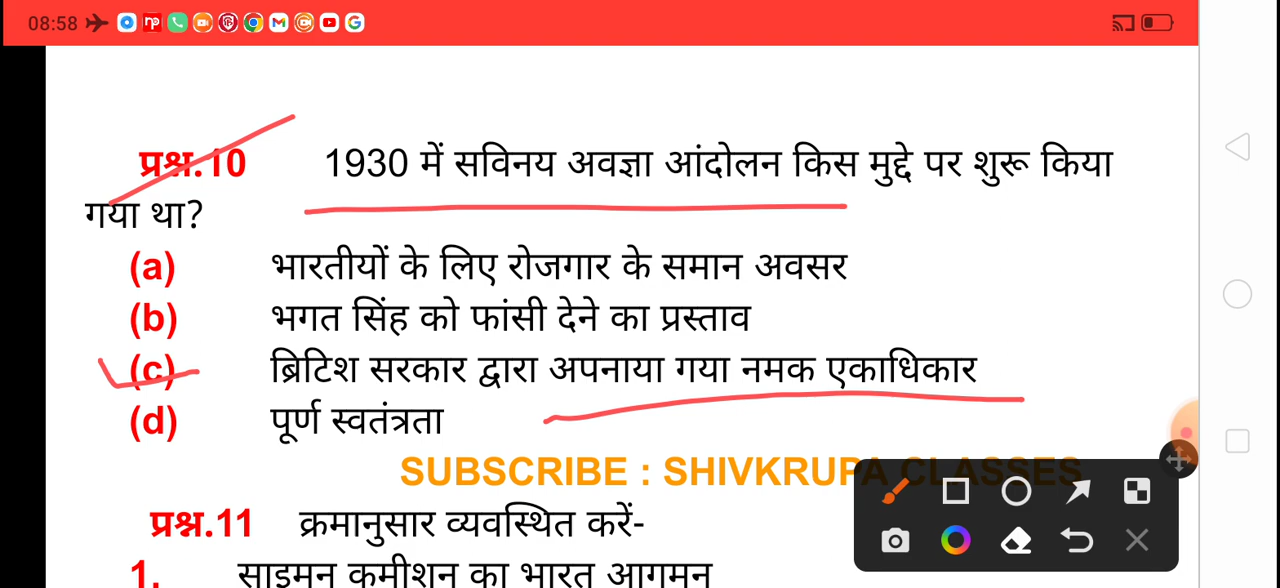 08:58
प्रश्न.10 1930 में सविनय अवज्ञा आंदोलन किस मुद्दे पर शुरू किया
गया था?
(a) भारतीयों के लिए रोजगार के समान अवसर
(b) भगत सिंह को फांसी देने का प्रस्ताव
(c) ब्रिटिश सरकार द्वारा अपनाया गया नमक एकाधिकार
(d) पूर्ण स्वतंत्रता
SUBSCRIBE : SHIVKRUPA CLASSES
प्रश्न.11 क्रमानुसार व्यवस्थित करें-
1. साइमन कमीशन का भारत आगमन